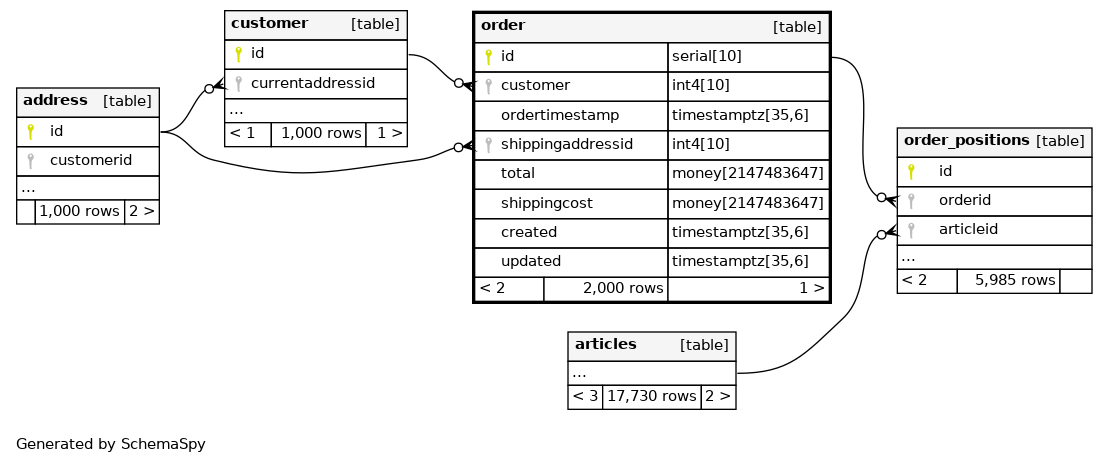 customer [table]
id
currentaddressid
...
< 1 1,000 rows 1 >
address [table]
id
customerid
...
1,000 rows 2 >
order [table]
id serial[10]
customer int4[10]
ordertimestamp timestamptz[35,6]
shippingaddressid int4[10]
total money[2147483647]
shippingcost money[2147483647]
created timestamptz[35,6]
updated timestamptz[35,6]
< 2 2,000 rows 1 >
order_positions [table]
id
orderid
articleid
...
< 2 5,985 rows
articles [table]
...
< 3 17,730 rows 2 >
Generated by SchemaSpy